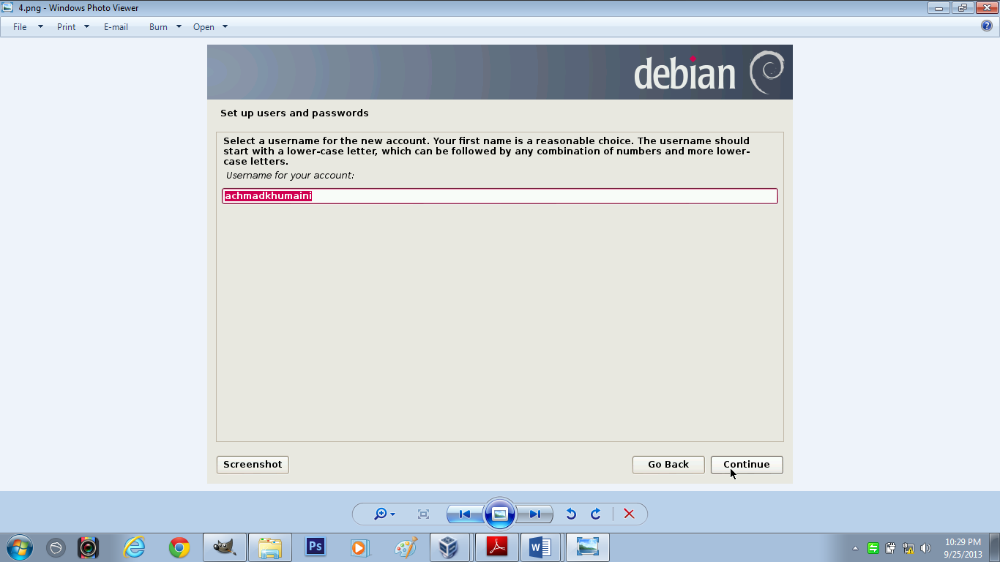 4.png - Windows Photo Viewer
File Print E-mail Burn Open
debian
Set up users and passwords
Select a username for the new account. Your first name is a reasonable choice. The username should
start with a lower-case letter, which can be followed by any combination of numbers and more lower-
case letters.
Username for your account:
achmadkhumaini
Screenshot Go Back Continue
Ps W
10:29 PM
9/25/2013